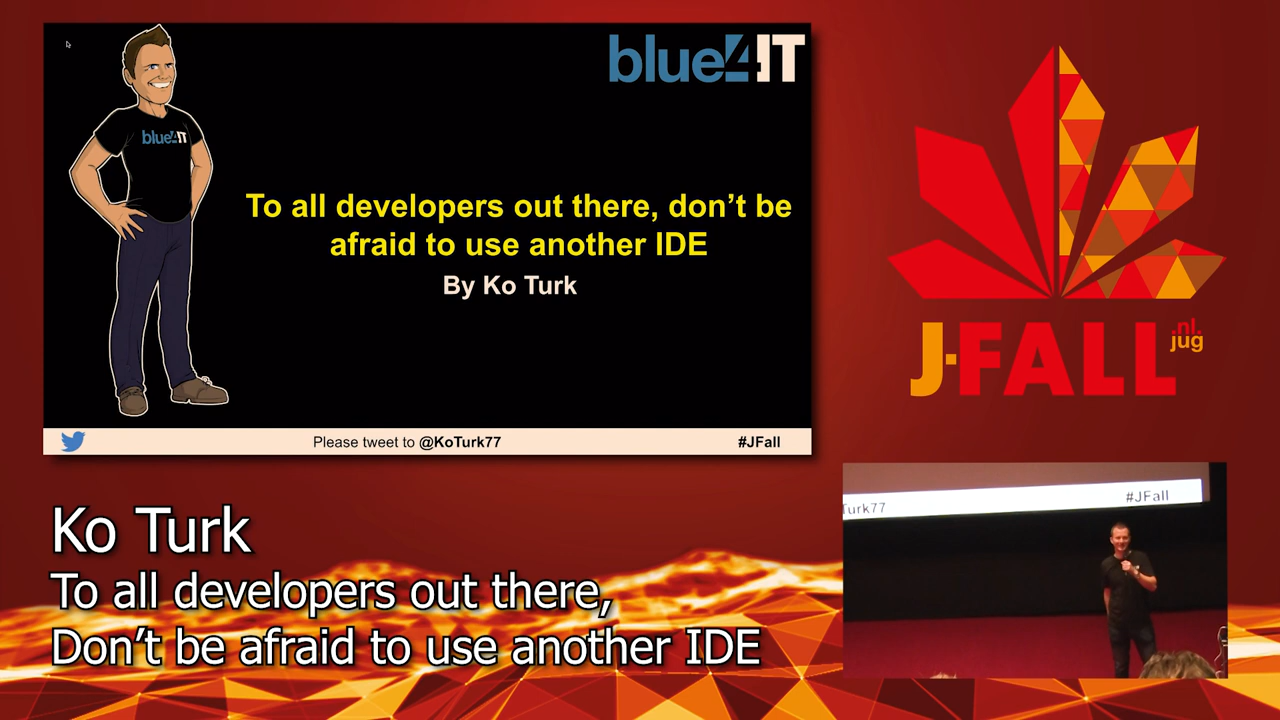 blue4IT
blue4IT
To all developers out there, don't be
afraid to use another IDE
By Ko Turk
Please tweet to @KoTurk77
#JFall
J-FALL
.nl.
jug
Turk77
#JFall
Ko Turk
To all developers out there,
Don't be afraid to use another IDE